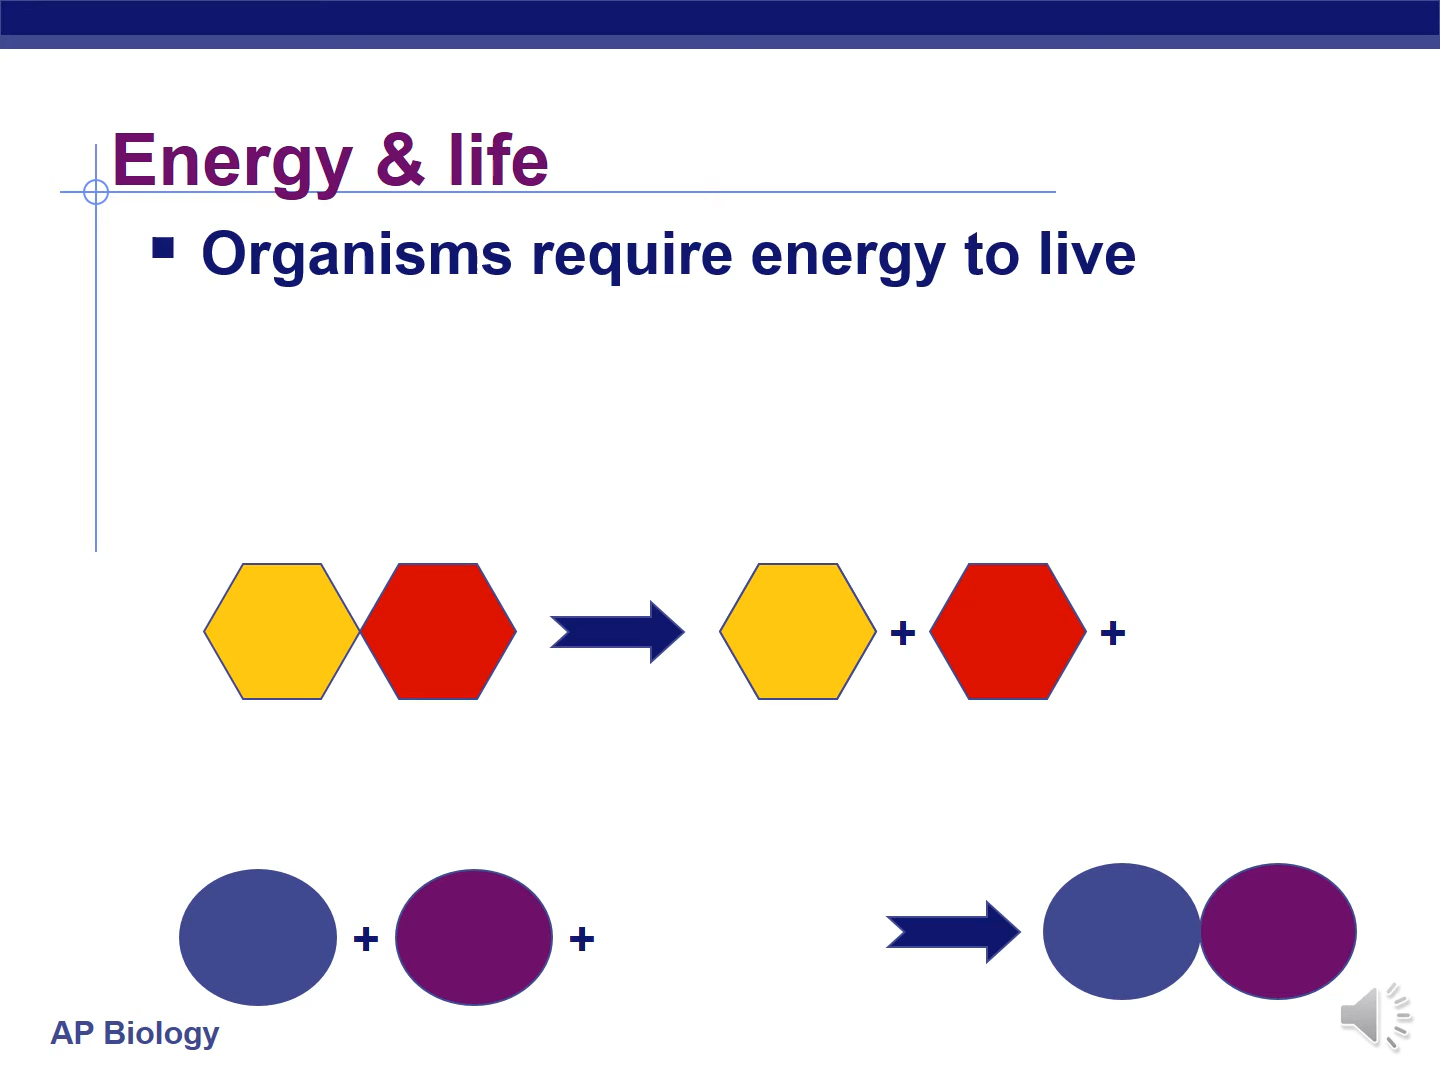 Energy & life
Organisms require energy to live
+ +
+ +
AP Biology